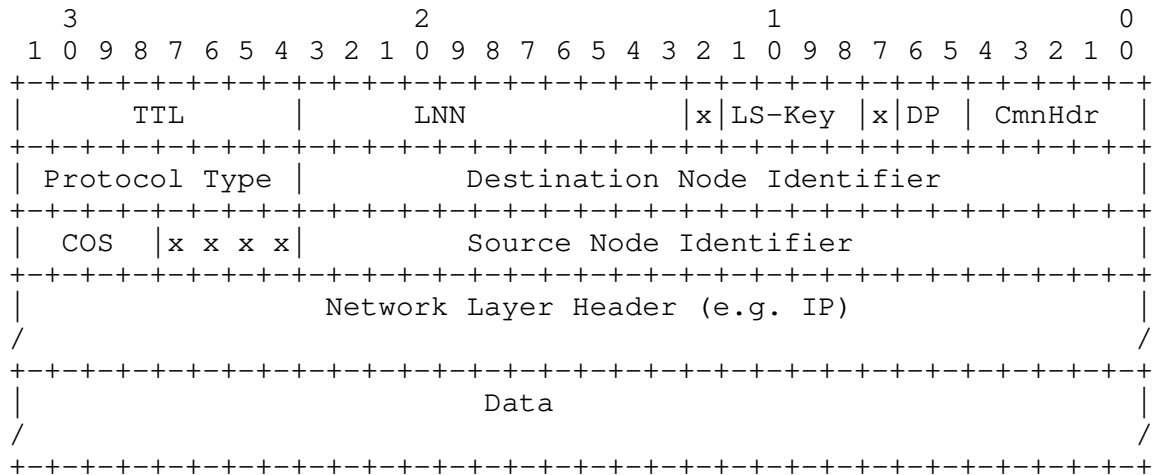 3                   2                   1                   0
  1 0 9 8 7 6 5 4 3 2 1 0 9 8 7 6 5 4 3 2 1 0 9 8 7 6 5 4 3 2 1 0
 +-+-+-+-+-+-+-+-+-+-+-+-+-+-+-+-+-+-+-+-+-+-+-+-+-+-+-+-+-+-+-+-+
 |      TTL      |      LNN            |x|LS-Key |x|DP | CmnHdr  |
 +-+-+-+-+-+-+-+-+-+-+-+-+-+-+-+-+-+-+-+-+-+-+-+-+-+-+-+-+-+-+-+-+
 | Protocol Type |         Destination Node Identifier           |
 +-+-+-+-+-+-+-+-+-+-+-+-+-+-+-+-+-+-+-+-+-+-+-+-+-+-+-+-+-+-+-+-+
 |  COS  |x x x x|         Source Node Identifier                |
 +-+-+-+-+-+-+-+-+-+-+-+-+-+-+-+-+-+-+-+-+-+-+-+-+-+-+-+-+-+-+-+-+
 |                 Network Layer Header (e.g. IP)                |
 /                                                               /
 +-+-+-+-+-+-+-+-+-+-+-+-+-+-+-+-+-+-+-+-+-+-+-+-+-+-+-+-+-+-+-+-+
 |                          Data                                 |
 /                                                               /
 +-+-+-+-+-+-+-+-+-+-+-+-+-+-+-+-+-+-+-+-+-+-+-+-+-+-+-+-+-+-+-+-+